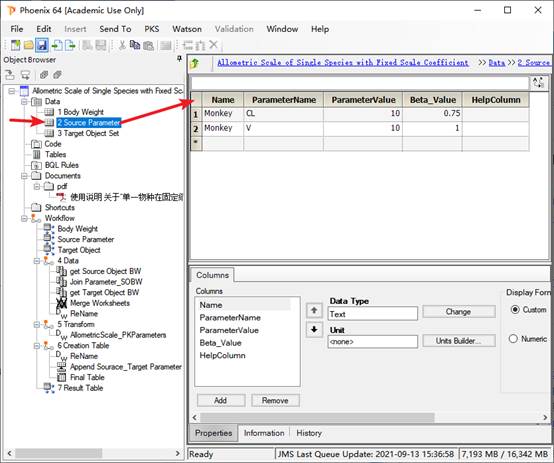 Phoenix 64 [Academic Use Only]
File Edit Insert Send To PKS Watson Validation Window Help
Object Browser
Allometric Scale of Single Species with Fixed Scale Coefficient >> Data >> 2 Source
Allometric Scale of Single Species with Fixed Sca
Data
1 Body Weight
2 Source Parameter
3 Target Object Set
Code
Tables
BQL Rules
Documents
pdf
使用说明 关于"单一物种在固定缩
Shortcuts
Workflow
Body Weight
Source Parameter
Target Object
4 Data
get Source Object BW
Join Parameter_SOBW
get Target Object BW
Merge Worksheets
ReName
5 Transform
AllometricScale_PKParameters
6 Creation Table
ReName
Append Sourace_Target Parameter
Final Table
7 Result Table
Name ParameterName ParameterValue Beta_Value HelpColumn
1 Monkey CL 10 0.75
2 Monkey V 10 1
*
Columns
Columns
Name
ParameterName
ParameterValue
Beta_Value
HelpColumn
Add Remove
Data Type
Text Change
Unit
<none> Units Builder...
Display Form
Custom
Numeric
Properties Information History
Ready JMS Last Queue Update: 2021-09-13 15:36:58 7,193 MB / 16,342 MB